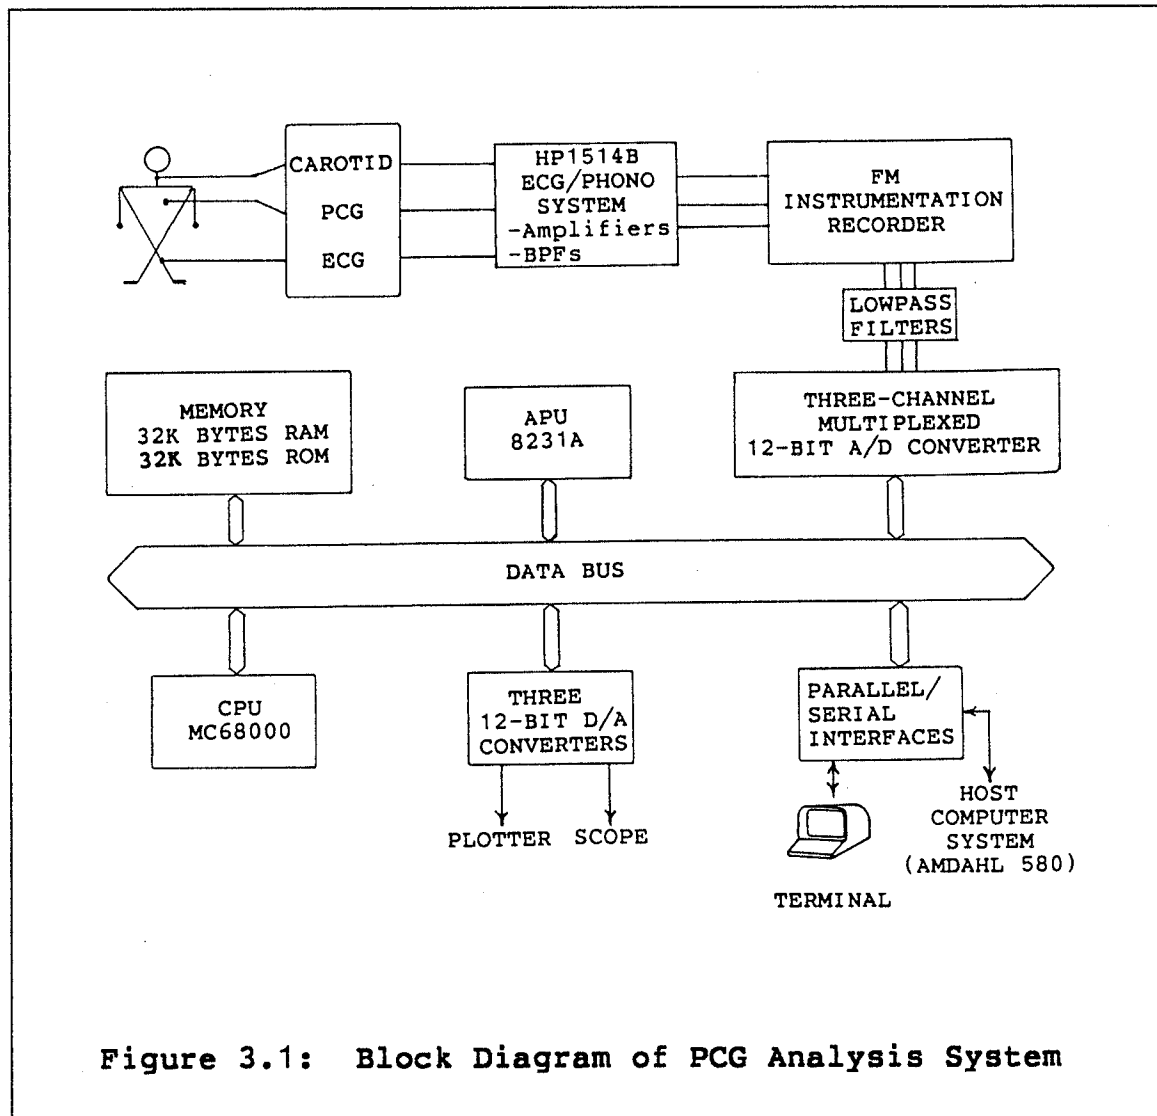 CAROTID
PCG
ECG
HP1514B
ECG/PHONO
SYSTEM
-Amplifiers
-BPFs
FM
INSTRUMENTATION
RECORDER
LOWPASS
FILTERS
MEMORY
32K BYTES RAM
32K BYTES ROM
APU
8231A
THREE-CHANNEL
MULTIPLEXED
12-BIT A/D CONVERTER
DATA BUS
CPU
MC68000
THREE
12-BIT D/A
CONVERTERS
PARALLEL/
SERIAL
INTERFACES
PLOTTER
SCOPE
TERMINAL
HOST
COMPUTER
SYSTEM
(AMDAHL 580)
Figure 3.1: Block Diagram of PCG Analysis System